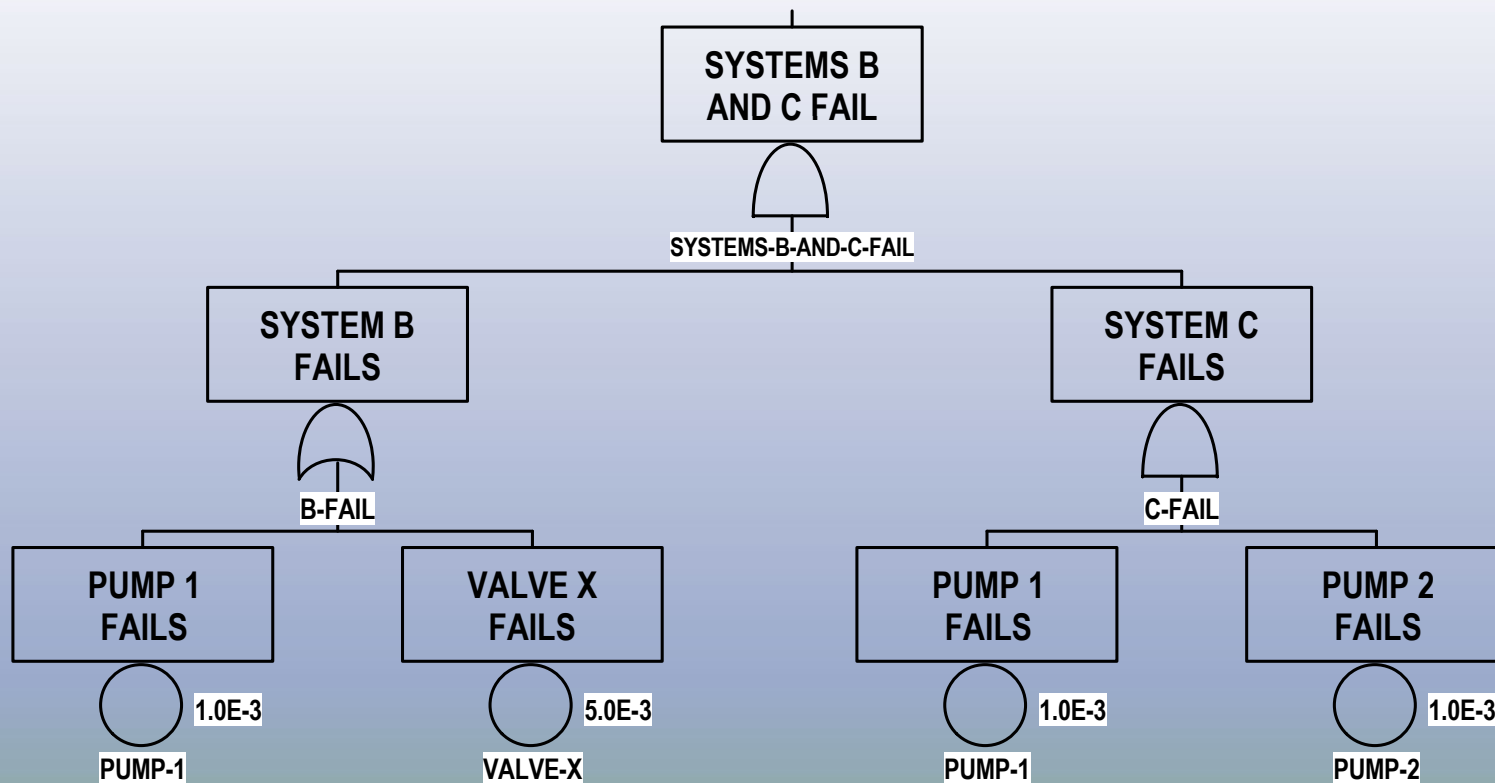 SYSTEMS B
AND C FAIL
SYSTEMS-B-AND-C-FAIL
SYSTEM B
FAILS
SYSTEM C
FAILS
B-FAIL
C-FAIL
PUMP 1
FAILS
VALVE X
FAILS
PUMP 1
FAILS
PUMP 2
FAILS
1.0E-3
5.0E-3
1.0E-3
1.0E-3
PUMP-1
VALVE-X
PUMP-1
PUMP-2